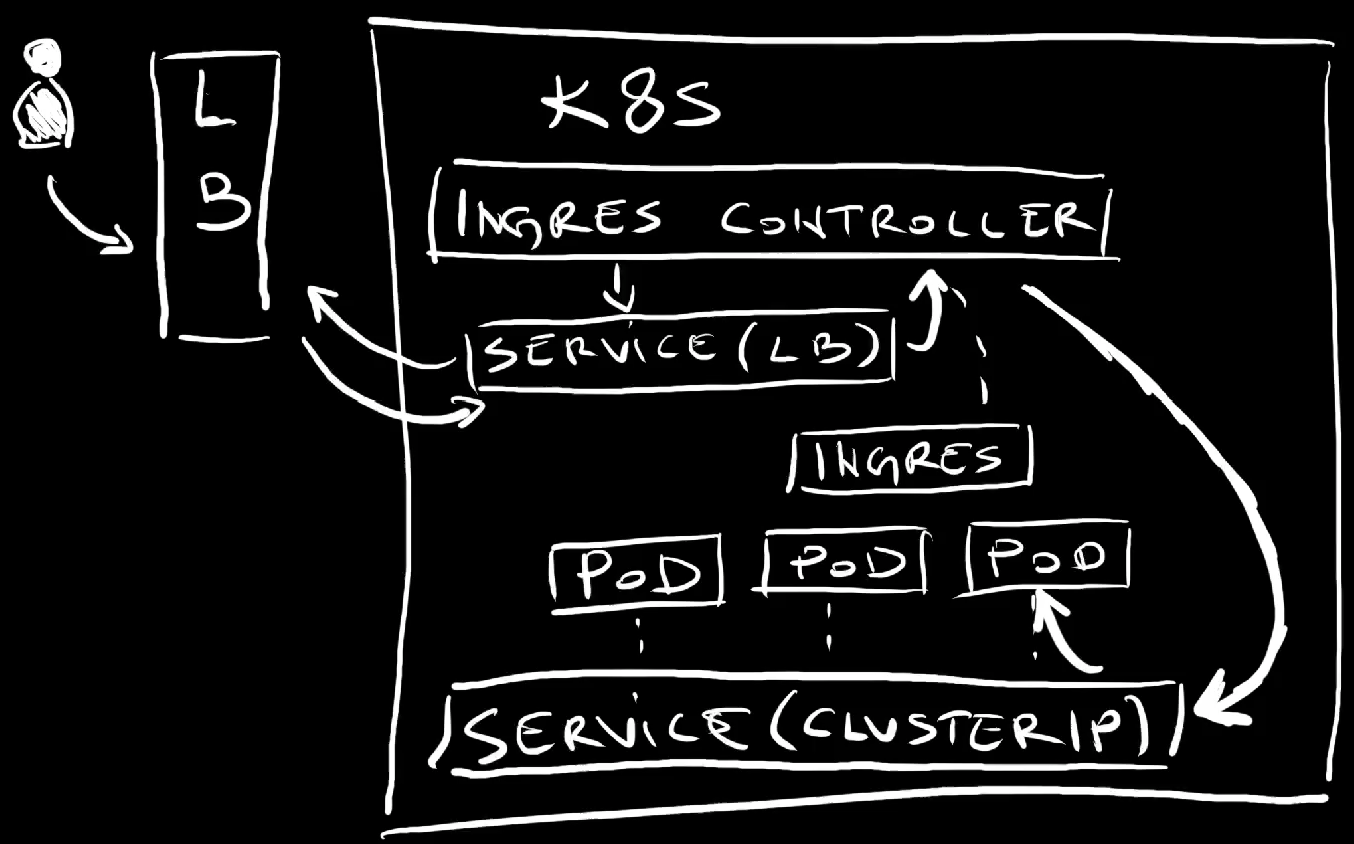 L
B
K8S
INGRES CONTROLLER
SERVICE (LB)
INGRES
POD
POD
POD
SERVICE (CLUSTERIP)